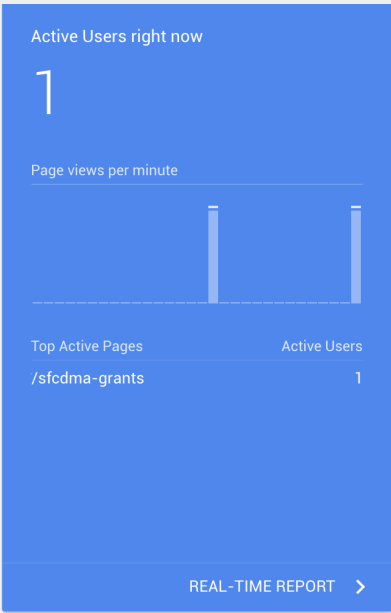 Active Users right now
1
Page views per minute
Top Active Pages Active Users
/sfcdma-grants 1
REAL-TIME REPORT